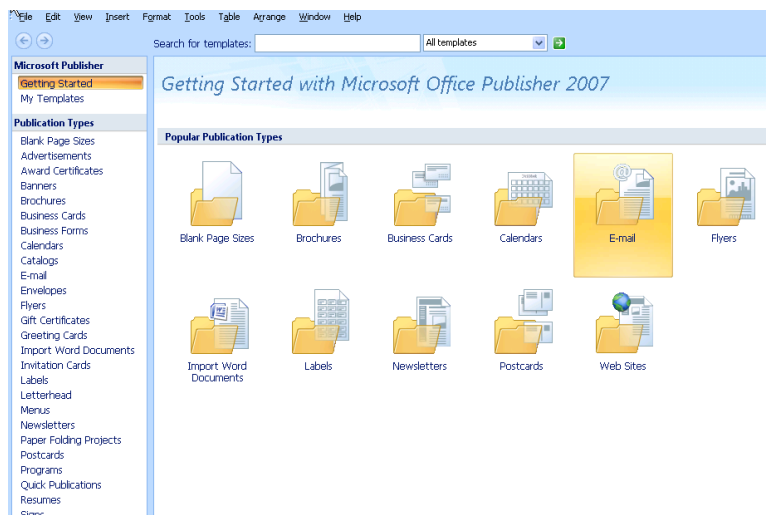 File Edit View Insert Format Tools Table Arrange Window Help
Search for templates: All templates
Microsoft Publisher
Getting Started
My Templates
Publication Types
Blank Page Sizes
Advertisements
Award Certificates
Banners
Brochures
Business Cards
Business Forms
Calendars
Catalogs
E-mail
Envelopes
Flyers
Gift Certificates
Greeting Cards
Import Word Documents
Invitation Cards
Labels
Letterhead
Menus
Newsletters
Paper Folding Projects
Postcards
Programs
Quick Publications
Resumes
Signs
Getting Started with Microsoft Office Publisher 2007
Popular Publication Types
Blank Page Sizes Brochures Business Cards Calendars E-mail Flyers
Import Word Labels Newsletters Postcards Web Sites
Documents